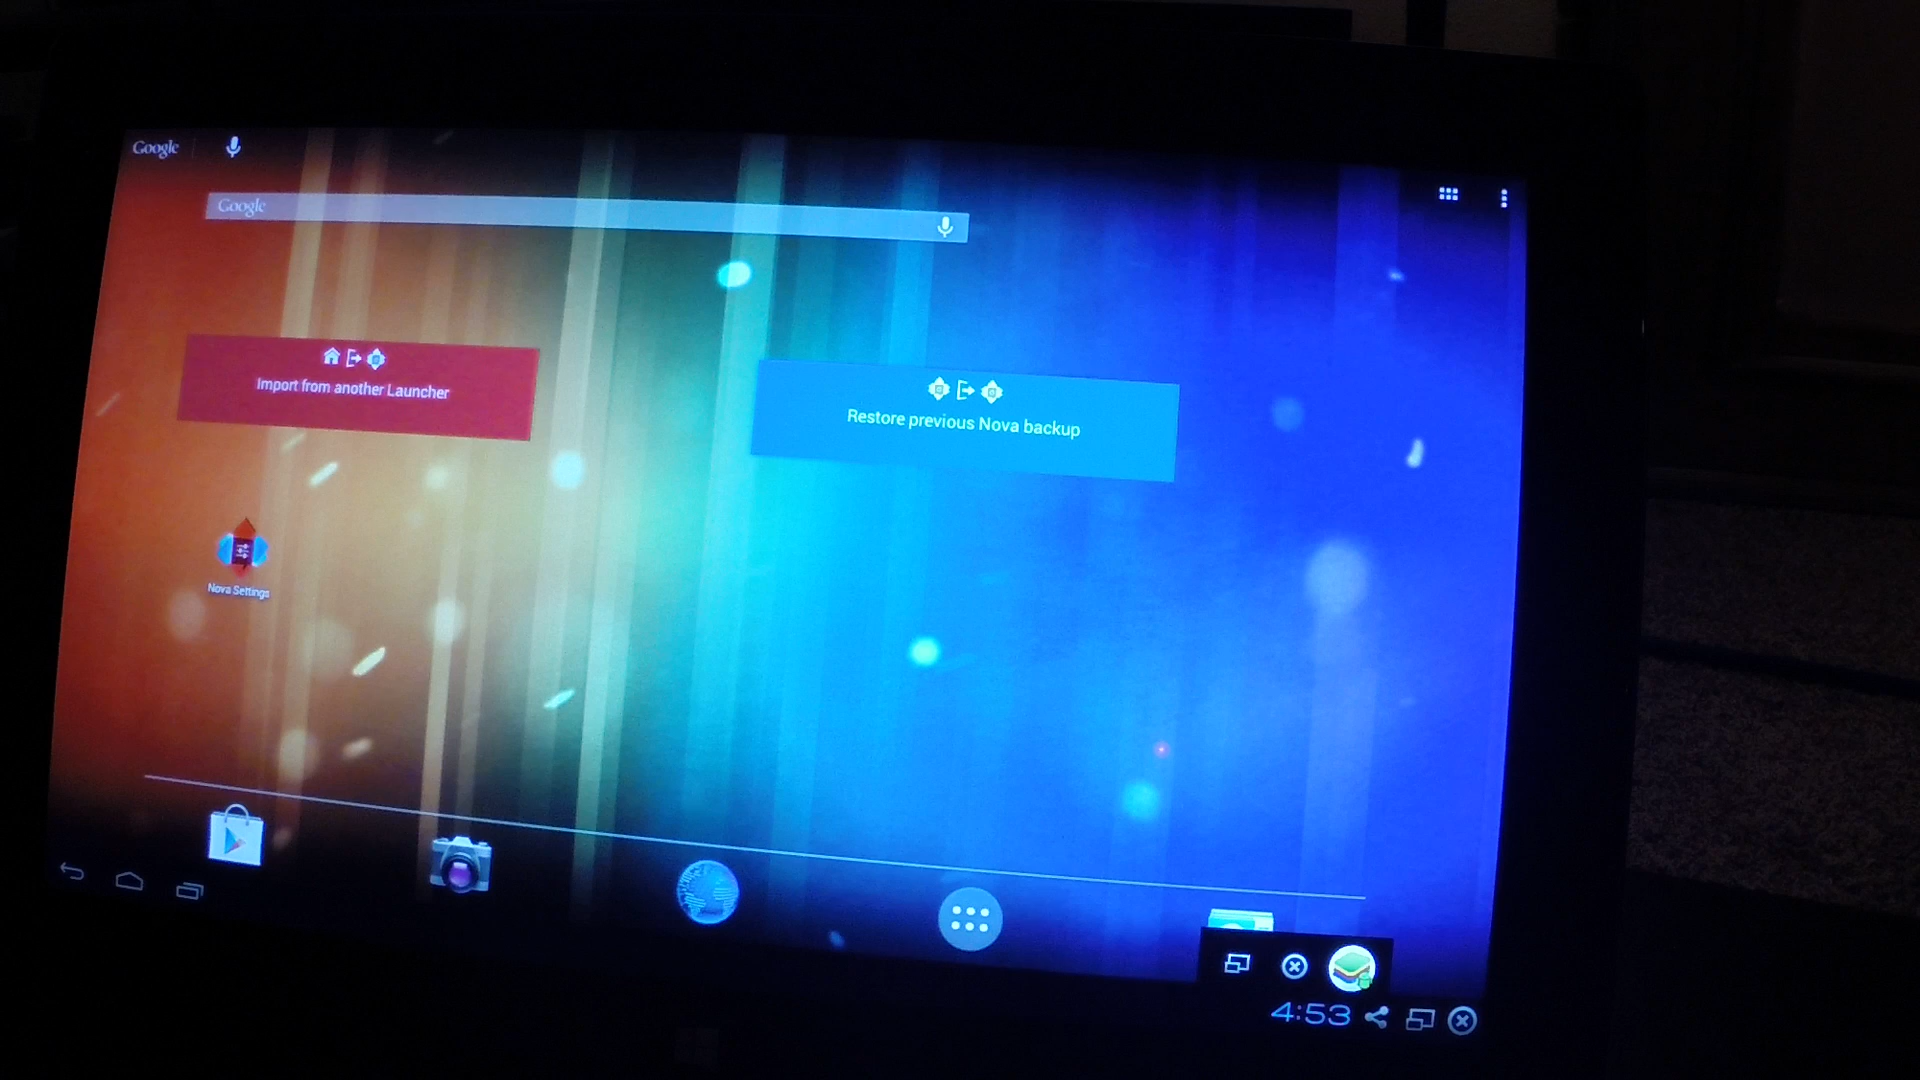 Google
Google
Import from another Launcher
Restore previous Nova backup
Nova Settings
4:53